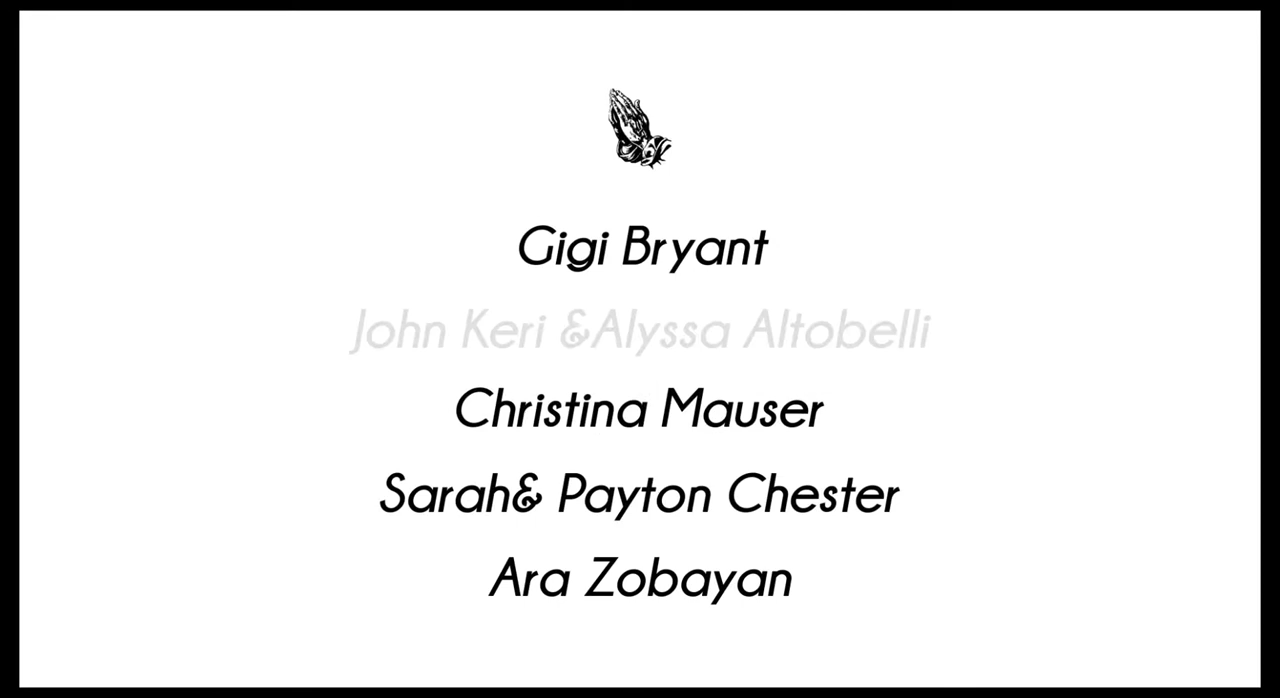 Gigi Bryant
John Keri &Alyssa Altobelli
Christina Mauser
Sarah& Payton Chester
Ara Zobayan